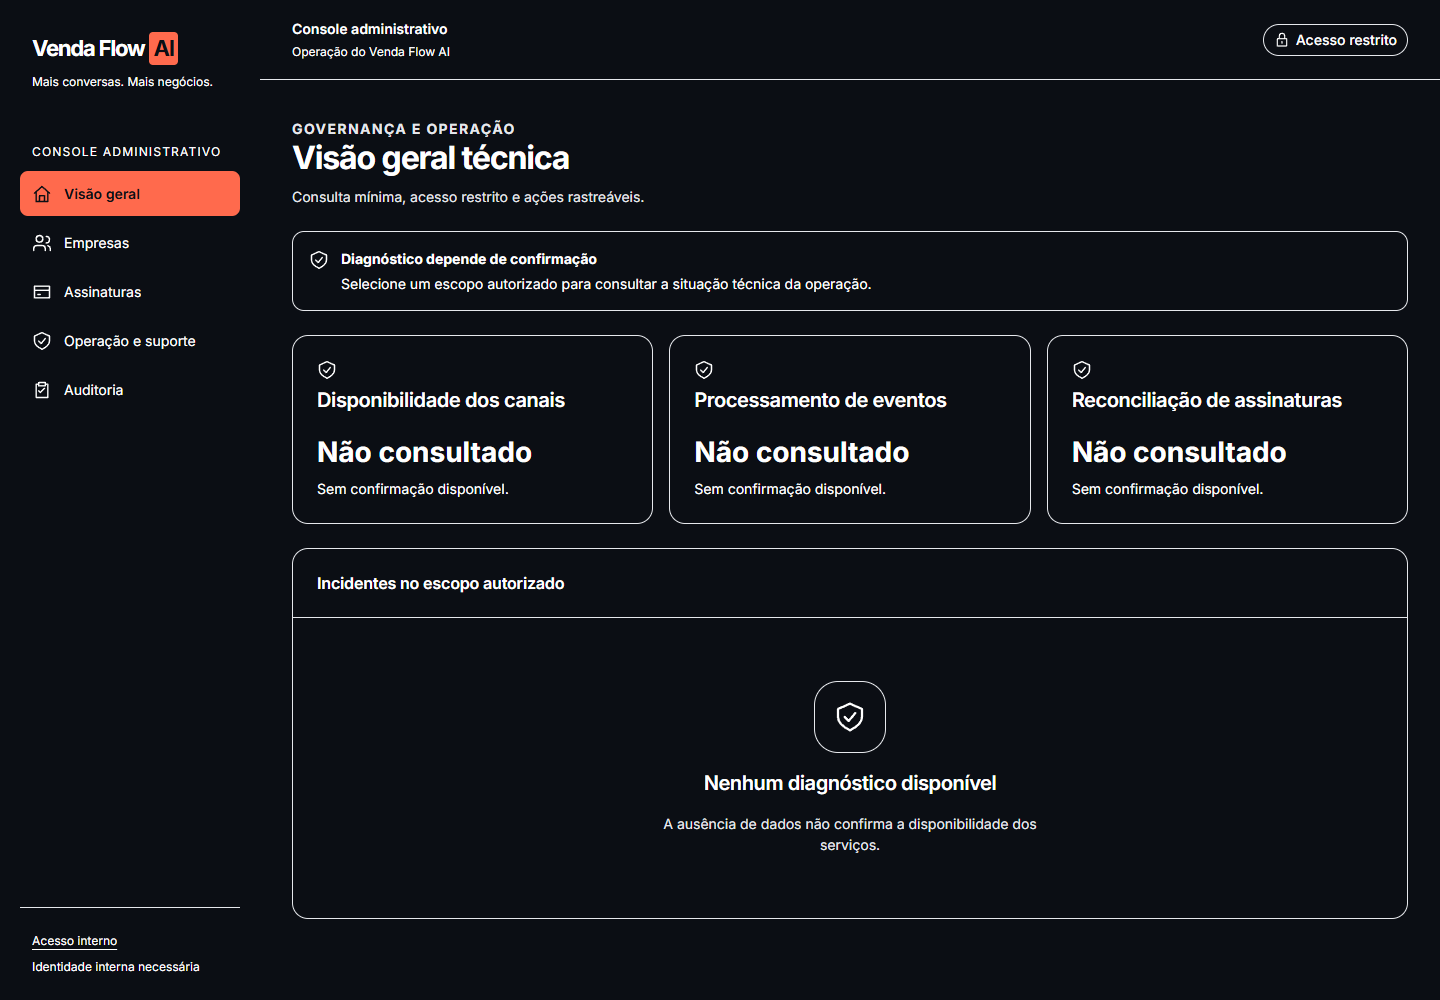 Venda Flow AI
Mais conversas. Mais negócios.
CONSOLE ADMINISTRATIVO
Visão geral
Empresas
Assinaturas
Operação e suporte
Auditoria
Acesso interno
Identidade interna necessária
Console administrativo
Operação do Venda Flow AI
Acesso restrito
GOVERNANÇA E OPERAÇÃO
Visão geral técnica
Consulta mínima, acesso restrito e ações rastreáveis.
Diagnóstico depende de confirmação
Selecione um escopo autorizado para consultar a situação técnica da operação.
Disponibilidade dos canais
Não consultado
Sem confirmação disponível.
Processamento de eventos
Não consultado
Sem confirmação disponível.
Reconciliação de assinaturas
Não consultado
Sem confirmação disponível.
Incidentes no escopo autorizado
Nenhum diagnóstico disponível
A ausência de dados não confirma a disponibilidade dos
serviços.